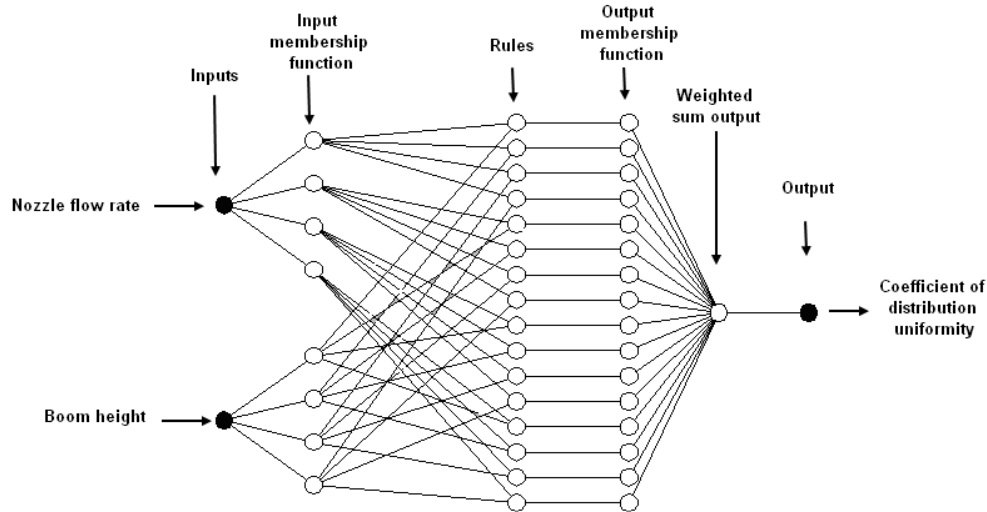 Inputs
Input
membership
function
Rules
Output
membership
function
Weighted
sum output
Output
Nozzle flow rate
Boom height
Coefficient of
distribution
uniformity